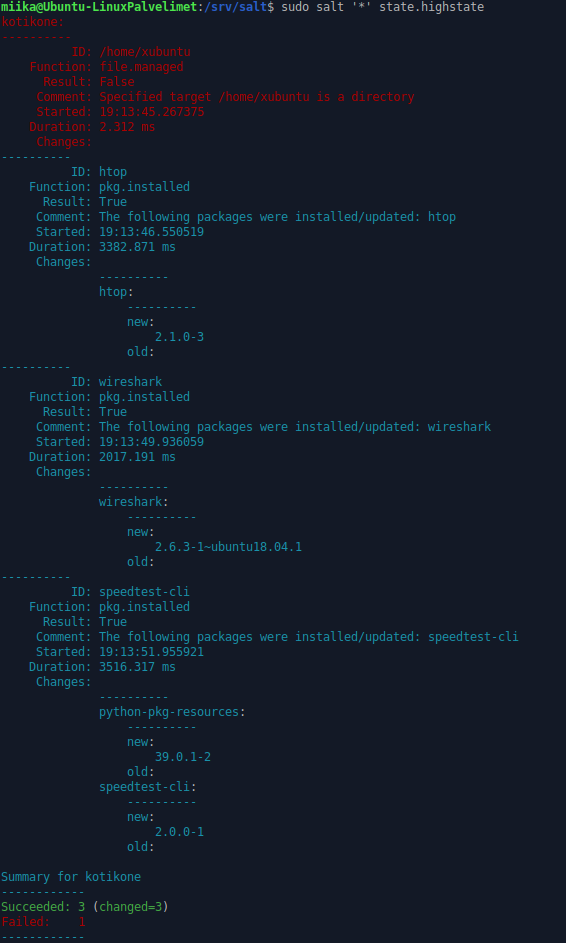 miika@Ubuntu-LinuxPalvelimet:/srv/salt$ sudo salt '*' state.highstate
kotikone:
----------
          ID: /home/xubuntu
    Function: file.managed
      Result: False
     Comment: Specified target /home/xubuntu is a directory
     Started: 19:13:45.267375
    Duration: 2.312 ms
     Changes:
----------
          ID: htop
    Function: pkg.installed
      Result: True
     Comment: The following packages were installed/updated: htop
     Started: 19:13:46.550519
    Duration: 3382.871 ms
     Changes:
              ----------
              htop:
                  ----------
                  new:
                      2.1.0-3
                  old:
----------
          ID: wireshark
    Function: pkg.installed
      Result: True
     Comment: The following packages were installed/updated: wireshark
     Started: 19:13:49.936059
    Duration: 2017.191 ms
     Changes:
              ----------
              wireshark:
                  ----------
                  new:
                      2.6.3-1~ubuntu18.04.1
                  old:
----------
          ID: speedtest-cli
    Function: pkg.installed
      Result: True
     Comment: The following packages were installed/updated: speedtest-cli
     Started: 19:13:51.955921
    Duration: 3516.317 ms
     Changes:
              ----------
              python-pkg-resources:
                  ----------
                  new:
                      39.0.1-2
                  old:
              speedtest-cli:
                  ----------
                  new:
                      2.0.0-1
                  old:

Summary for kotikone
------------
Succeeded: 3 (changed=3)
Failed:    1
------------